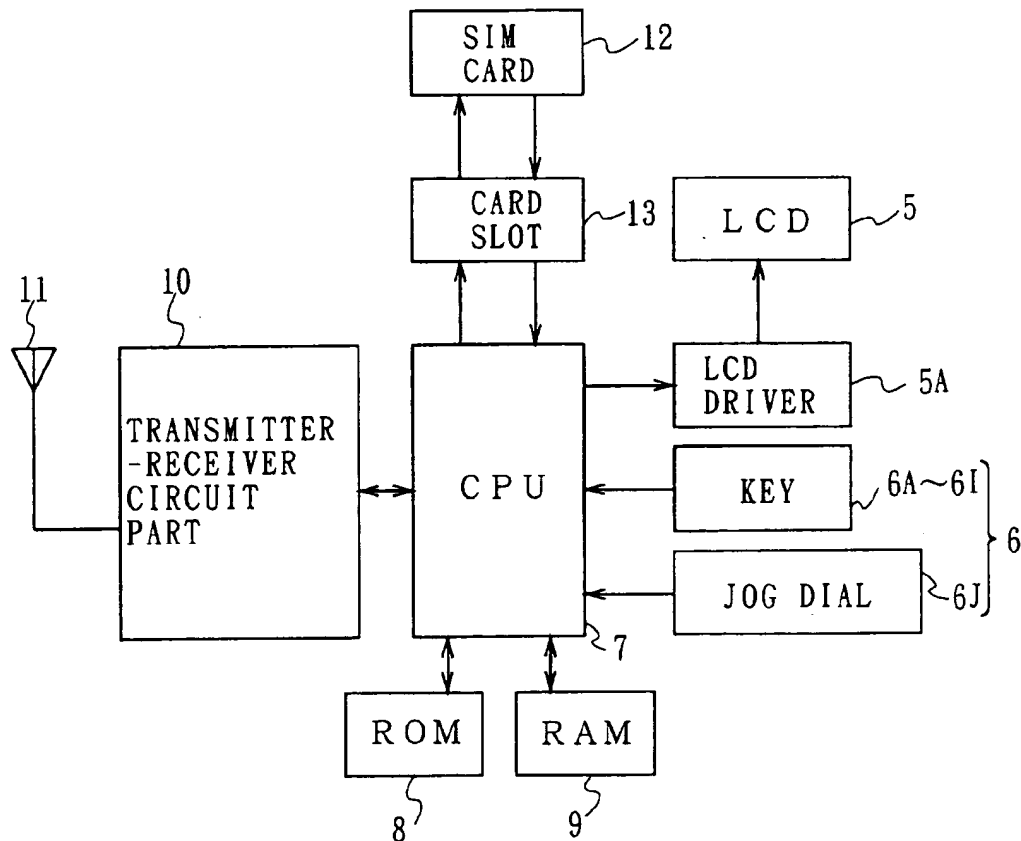 SIM
CARD
12
CARD
SLOT
13
LCD
5
11
10
TRANSMITTER
-RECEIVER
CIRCUIT
PART
CPU
7
LCD
DRIVER
5A
KEY
6A~6I
6
JOG DIAL
6J
ROM
8
RAM
9